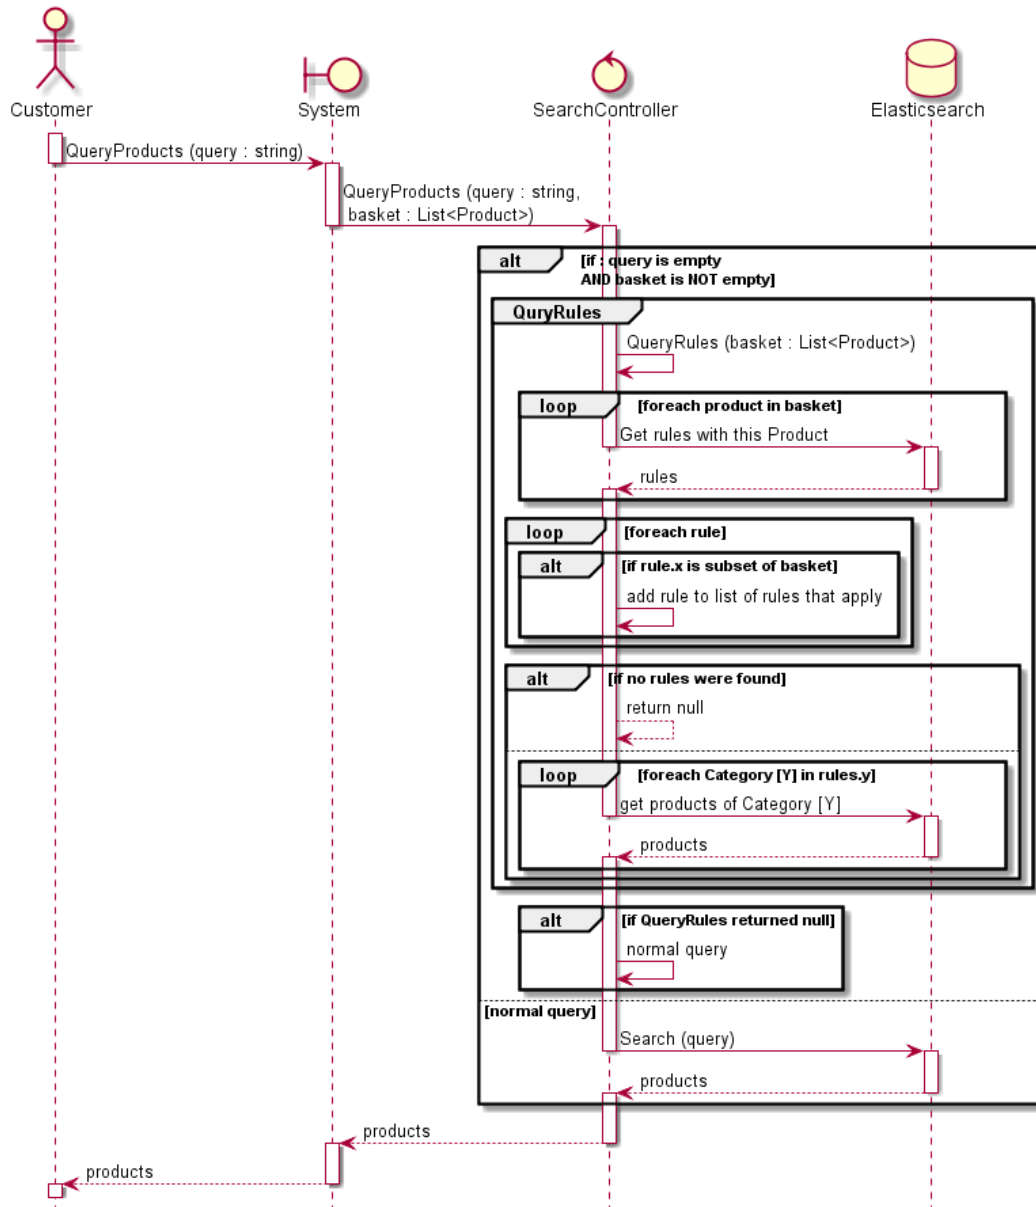 Customer
System
SearchController
Elasticsearch
QueryProducts (query : string)
QueryProducts (query : string,
basket : List<Product>)
alt [if : query is empty
AND basket is NOT empty]
QuryRules
QueryRules (basket : List<Product>)
loop [foreach product in basket]
Get rules with this Product
rules
loop [foreach rule]
alt [if rule.x is subset of basket]
add rule to list of rules that apply
alt [if no rules were found]
return null
loop [foreach Category [Y] in rules.y]
get products of Category [Y]
products
alt [if QueryRules returned null]
normal query
[normal query]
Search (query)
products
products
products